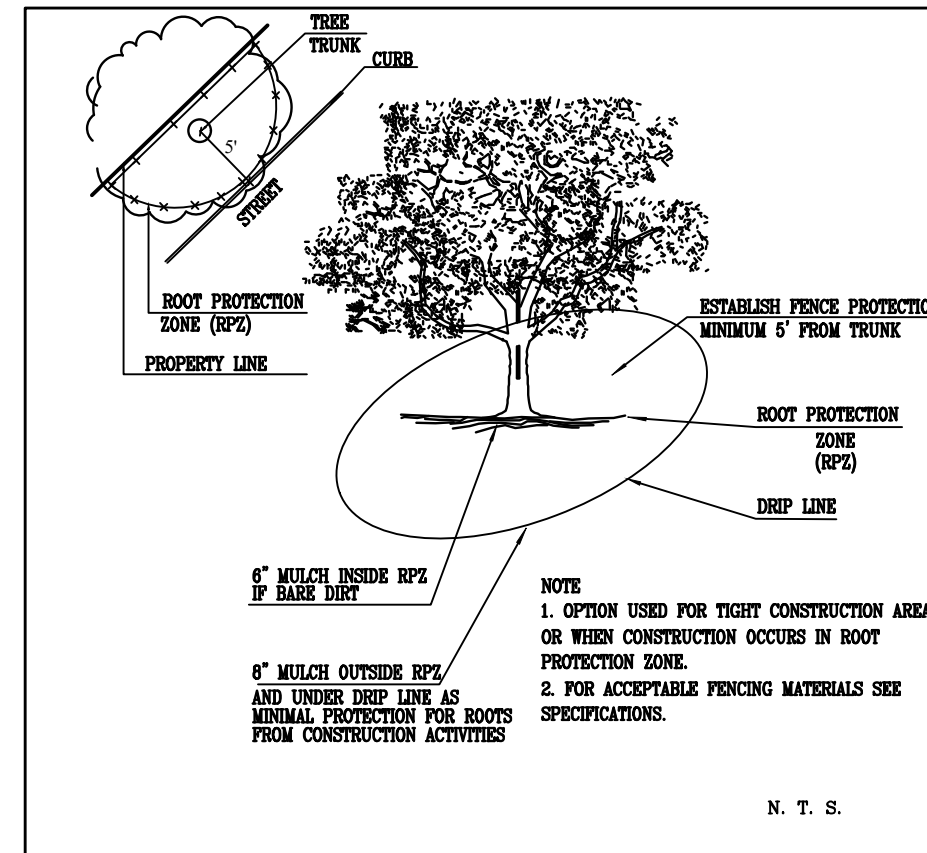 TREE
TRUNK
CURB
5'
STREET
ROOT PROTECTION
ZONE (RPZ)
PROPERTY LINE
ESTABLISH FENCE PROTECTIO
MINIMUM 5' FROM TRUNK
ROOT PROTECTION
ZONE
(RPZ)
DRIP LINE
6" MULCH INSIDE RPZ
IF BARE DIRT
8" MULCH OUTSIDE RPZ
AND UNDER DRIP LINE AS
MINIMAL PROTECTION FOR ROOTS
FROM CONSTRUCTION ACTIVITIES
NOTE
1. OPTION USED FOR TIGHT CONSTRUCTION AREA
OR WHEN CONSTRUCTION OCCURS IN ROOT
PROTECTION ZONE.
2. FOR ACCEPTABLE FENCING MATERIALS SEE
SPECIFICATIONS.
N. T. S.